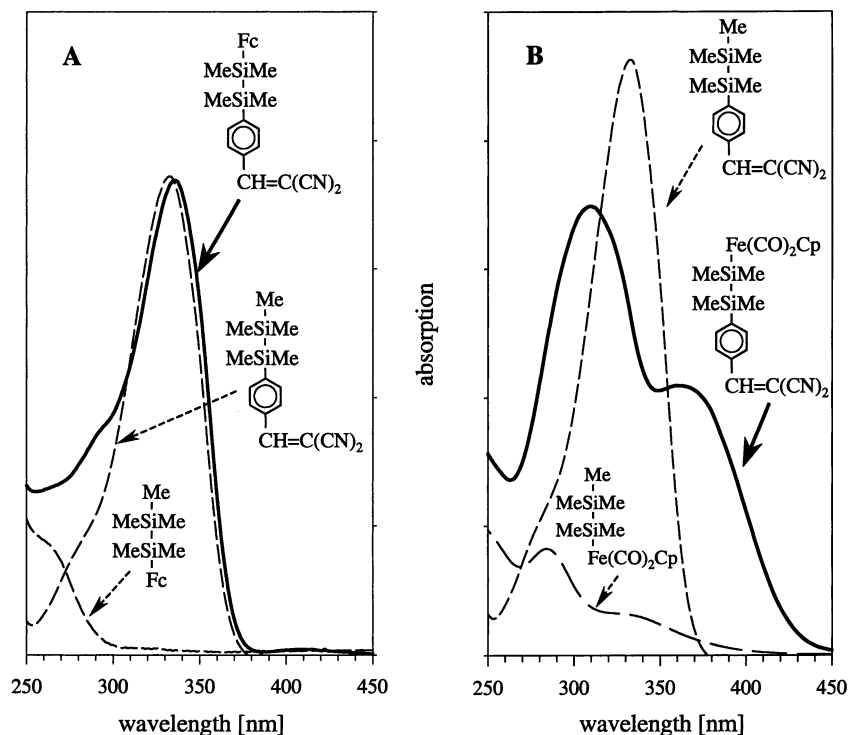 A
Fc
MeSiMe
MeSiMe
CH=C(CN)2
Me
MeSiMe
MeSiMe
CH=C(CN)2
Me
MeSiMe
MeSiMe
Fc
250 300 350 400 450
wavelength [nm]
absorption
B
Me
MeSiMe
MeSiMe
CH=C(CN)2
Fe(CO)2Cp
MeSiMe
MeSiMe
CH=C(CN)2
Me
MeSiMe
MeSiMe
Fe(CO)2Cp
250 300 350 400 450
wavelength [nm]